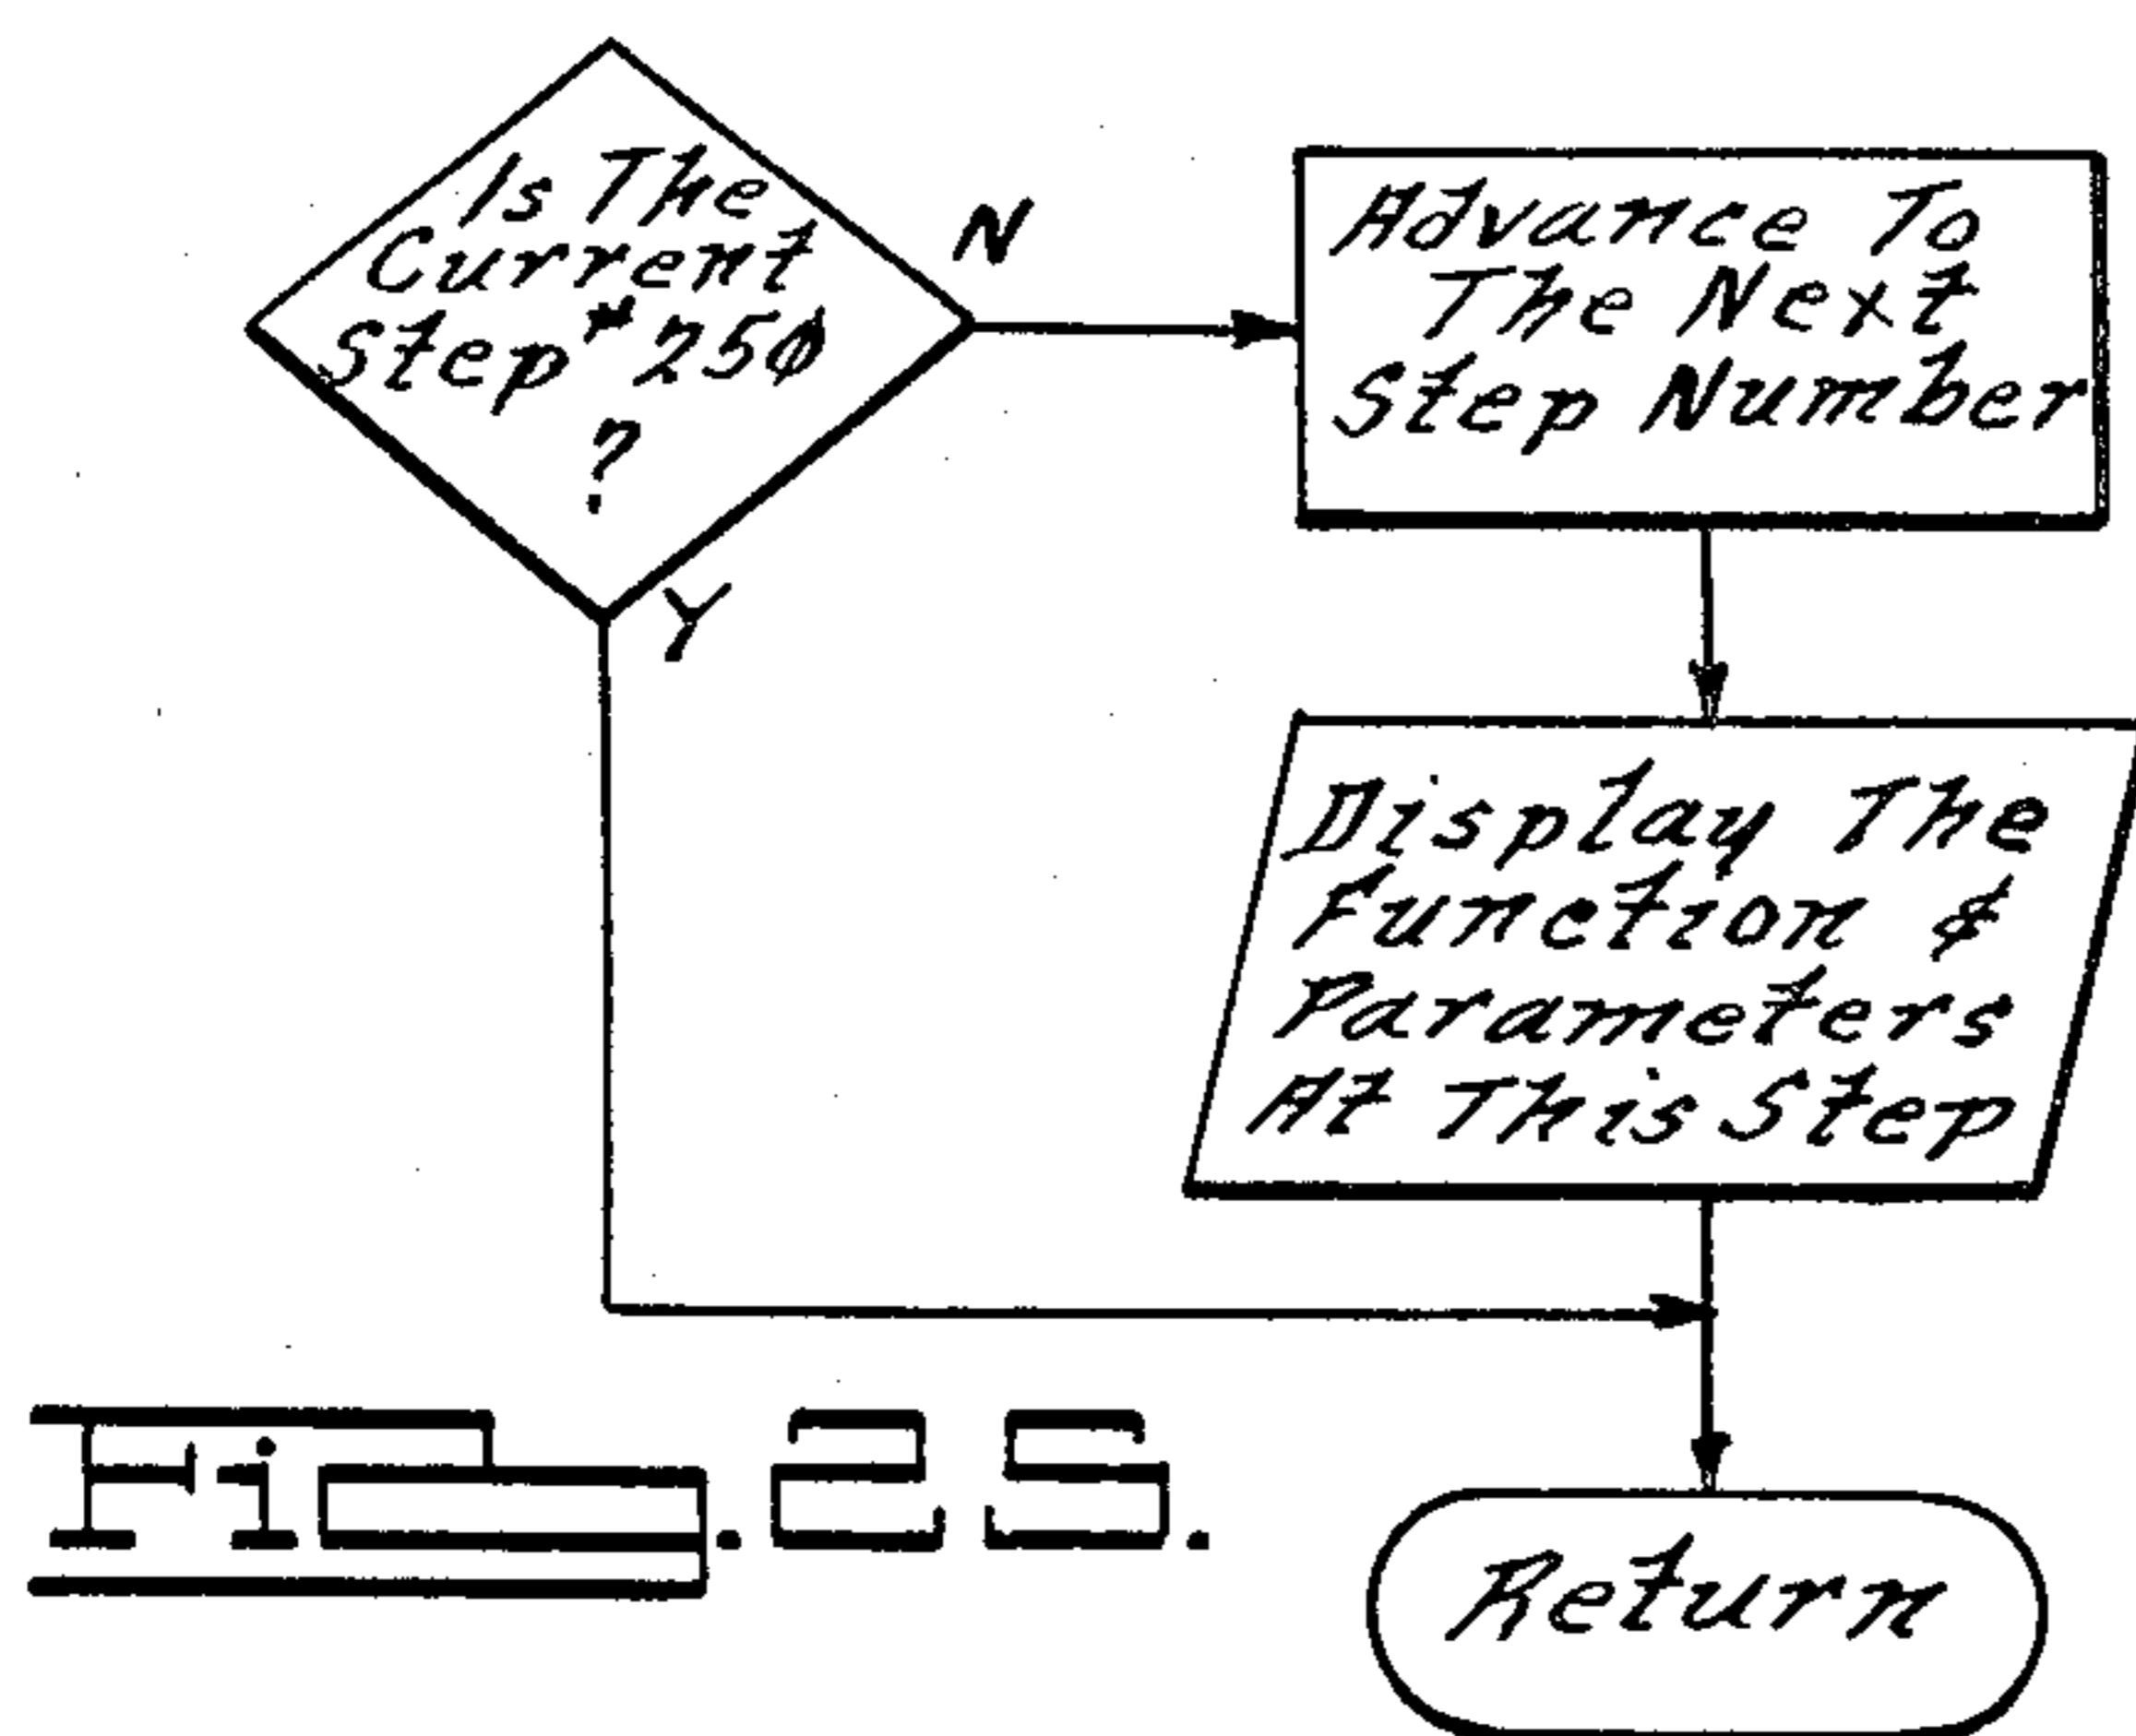 Is The
Current
Step #250
?
N
Y
Advance To
The Next
Step Number
Display The
Function &
Parameters
At This Step
Return
Fig. 25.